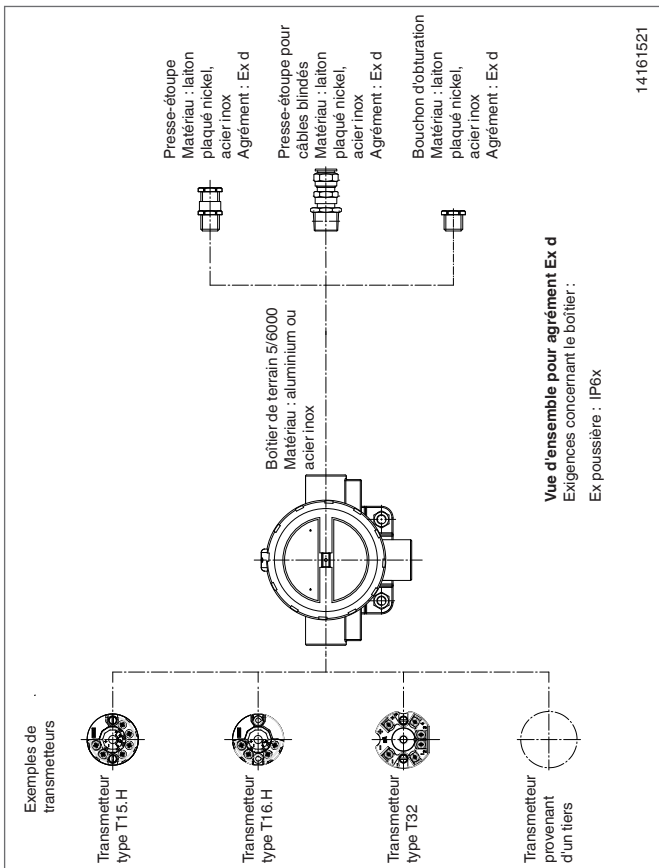 Exemples de
transmetteurs
Transmetteur
type T15.H
Transmetteur
type T16.H
Transmetteur
type T32
Transmetteur
provenant
d'un tiers
Boîtier de terrain 5/6000
Matériau : aluminium ou
acier inox
Presse-étoupe
Matériau : laiton
plaqué nickel,
acier inox
Agrément : Ex d
Presse-étoupe pour
câbles blindés
Matériau : laiton
plaqué nickel,
acier inox
Agrément : Ex d
Bouchon d'obturation
Matériau : laiton
plaqué nickel,
acier inox
Agrément : Ex d
Vue d'ensemble pour agrément Ex d
Exigences concernant le boîtier :
Ex poussière : IP6x
14161521